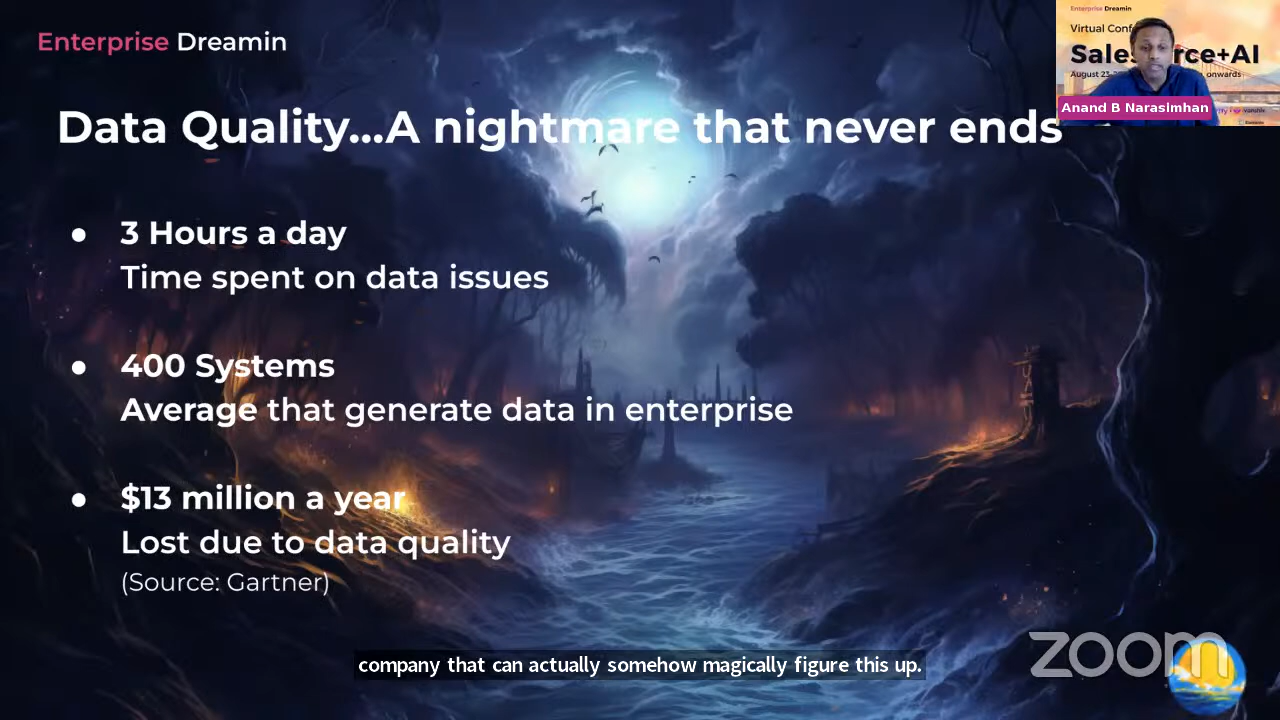 Enterprise Dreamin
Enterprise Dreamin
Virtual Conf
Salesforce+AI
August 23, onwards
Anand B Narasimhan
Data Quality...A nightmare that never ends
● 3 Hours a day
Time spent on data issues
● 400 Systems
Average that generate data in enterprise
● $13 million a year
Lost due to data quality
(Source: Gartner)
company that can actually somehow magically figure this up.
zoom